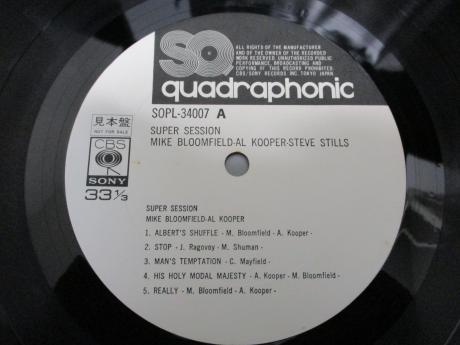 SQ
ALL RIGHTS OF THE MANUFACTURER
AND OF THE OWNER OF THE RECORDED
WORK RESERVED. UNAUTHORIZED PUBLIC
PERFORMANCE, BROADCASTING AND
COPYING OF THIS RECORD PROHIBITED.
CBS/SONY RECORDS INC. TOKYO JAPAN
quadraphonic
SOPL-34007 A
SUPER SESSION
MIKE BLOOMFIELD-AL KOOPER-STEVE STILLS
見本盤
NOT FOR SALE
CBS
SONY
33 1/3
SUPER SESSION
MIKE BLOOMFIELD-AL KOOPER
1. ALBERT'S SHUFFLE - M. Bloomfield - A. Kooper -
2. STOP - J. Ragovoy - M. Shuman -
3. MAN'S TEMPTATION - C. Mayfield -
4. HIS HOLY MODAL MAJESTY - A. Kooper - M. Bloomfield -
5. REALLY - M. Bloomfield - A. Kooper -